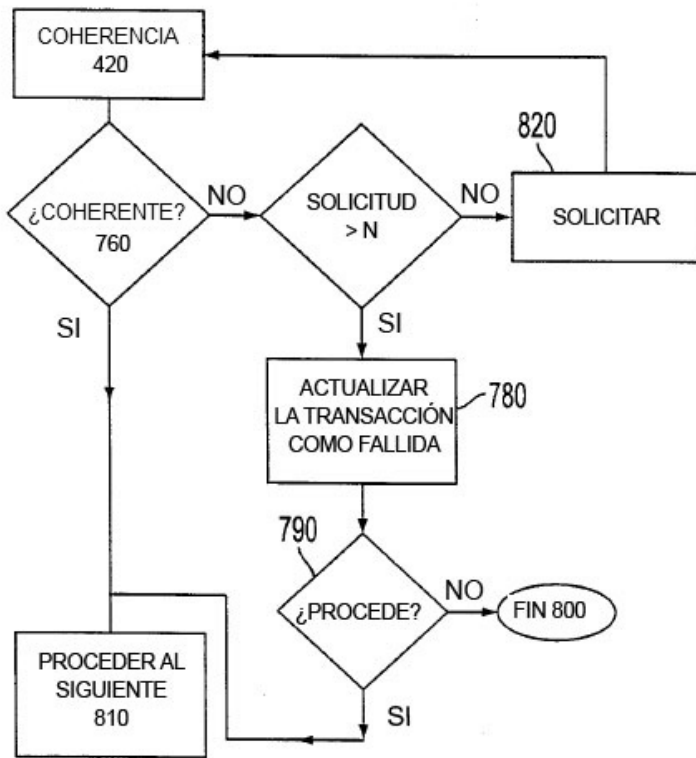 COHERENCIA
420
¿COHERENTE?
760
NO
SOLICITUD
> N
NO
820
SOLICITAR
SI
SI
ACTUALIZAR
LA TRANSACCIÓN
COMO FALLIDA
780
790
¿PROCEDE?
NO
FIN 800
SI
PROCEDER AL
SIGUIENTE
810